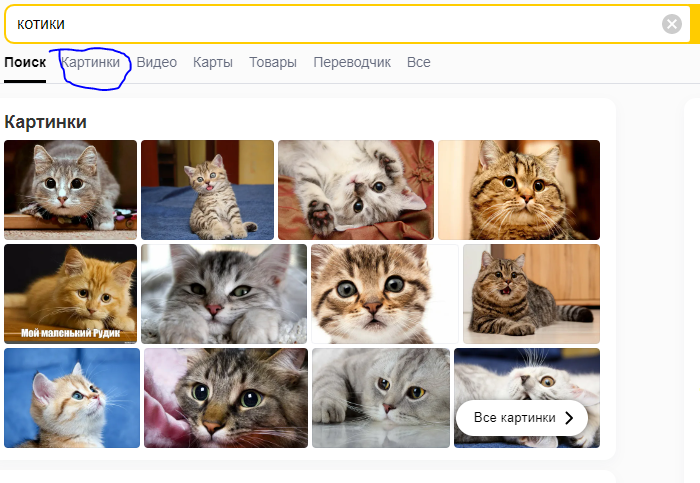 котики
Поиск Картинки Видео Карты Товары Переводчик Все
Картинки
Мой маленький Рудик
Все картинки